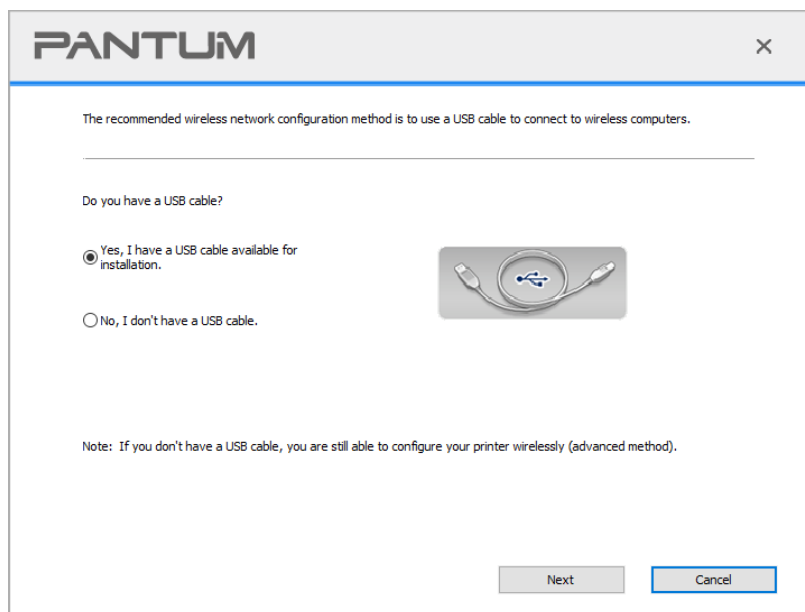 PANTUM
The recommended wireless network configuration method is to use a USB cable to connect to wireless computers.
Do you have a USB cable?
Yes, I have a USB cable available for
installation.
No, I don't have a USB cable.
Note: If you don't have a USB cable, you are still able to configure your printer wirelessly (advanced method).
Next
Cancel